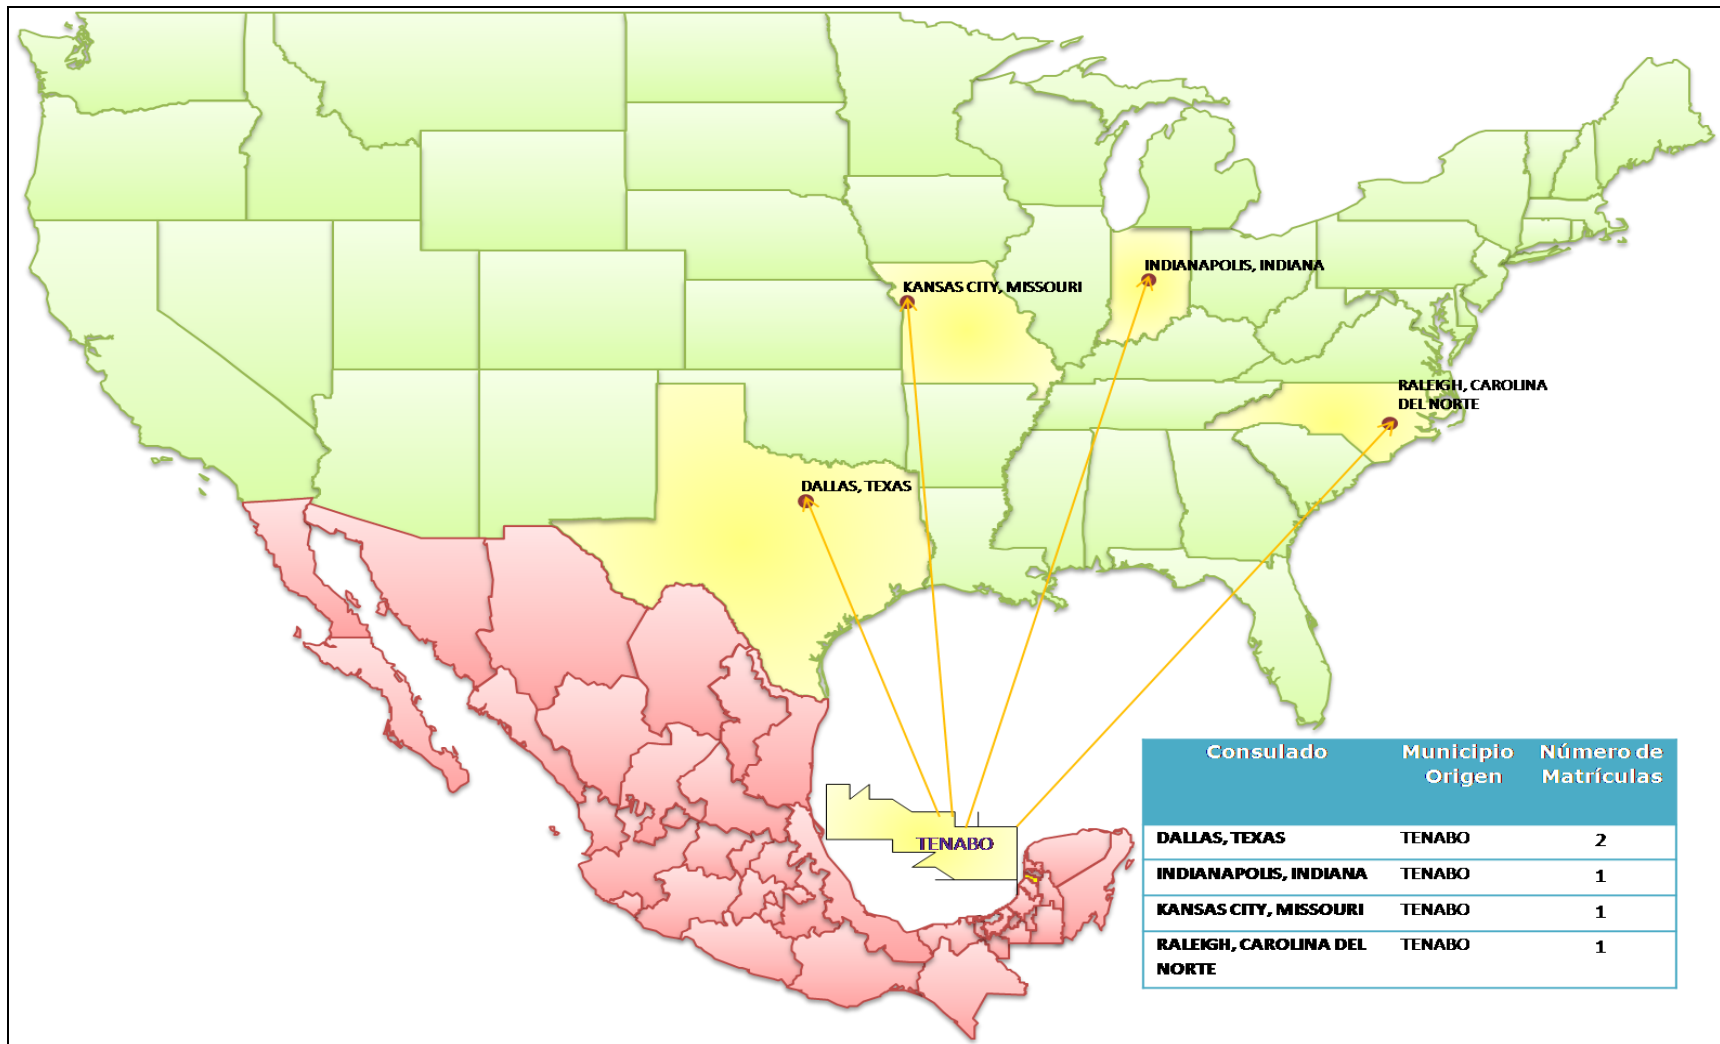 INDIANAPOLIS, INDIANA
KANSAS CITY, MISSOURI
RALEIGH, CAROLINA
DEL NORTE
DALLAS, TEXAS
TENABO
Consulado Municipio Origen Número de Matrículas
DALLAS, TEXAS TENABO 2
INDIANAPOLIS, INDIANA TENABO 1
KANSAS CITY, MISSOURI TENABO 1
RALEIGH, CAROLINA DEL TENABO 1
NORTE